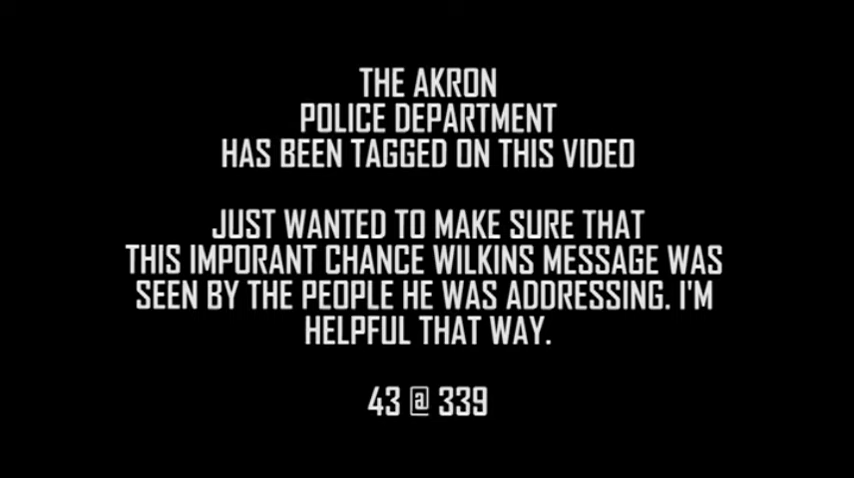 THE AKRON
POLICE DEPARTMENT
HAS BEEN TAGGED ON THIS VIDEO
JUST WANTED TO MAKE SURE THAT
THIS IMPORANT CHANCE WILKINS MESSAGE WAS
SEEN BY THE PEOPLE HE WAS ADDRESSING. I'M
HELPFUL THAT WAY.
43 @ 339